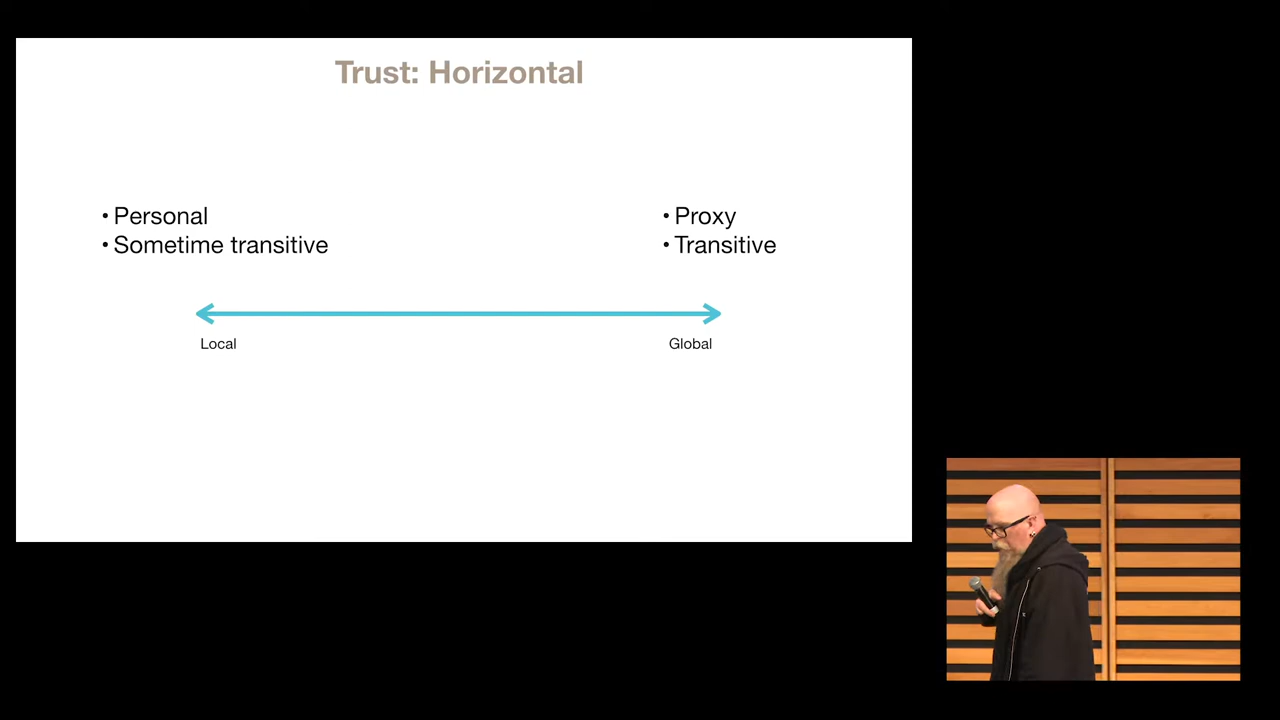 Trust: Horizontal
• Personal
• Sometime transitive
• Proxy
• Transitive
Local
Global